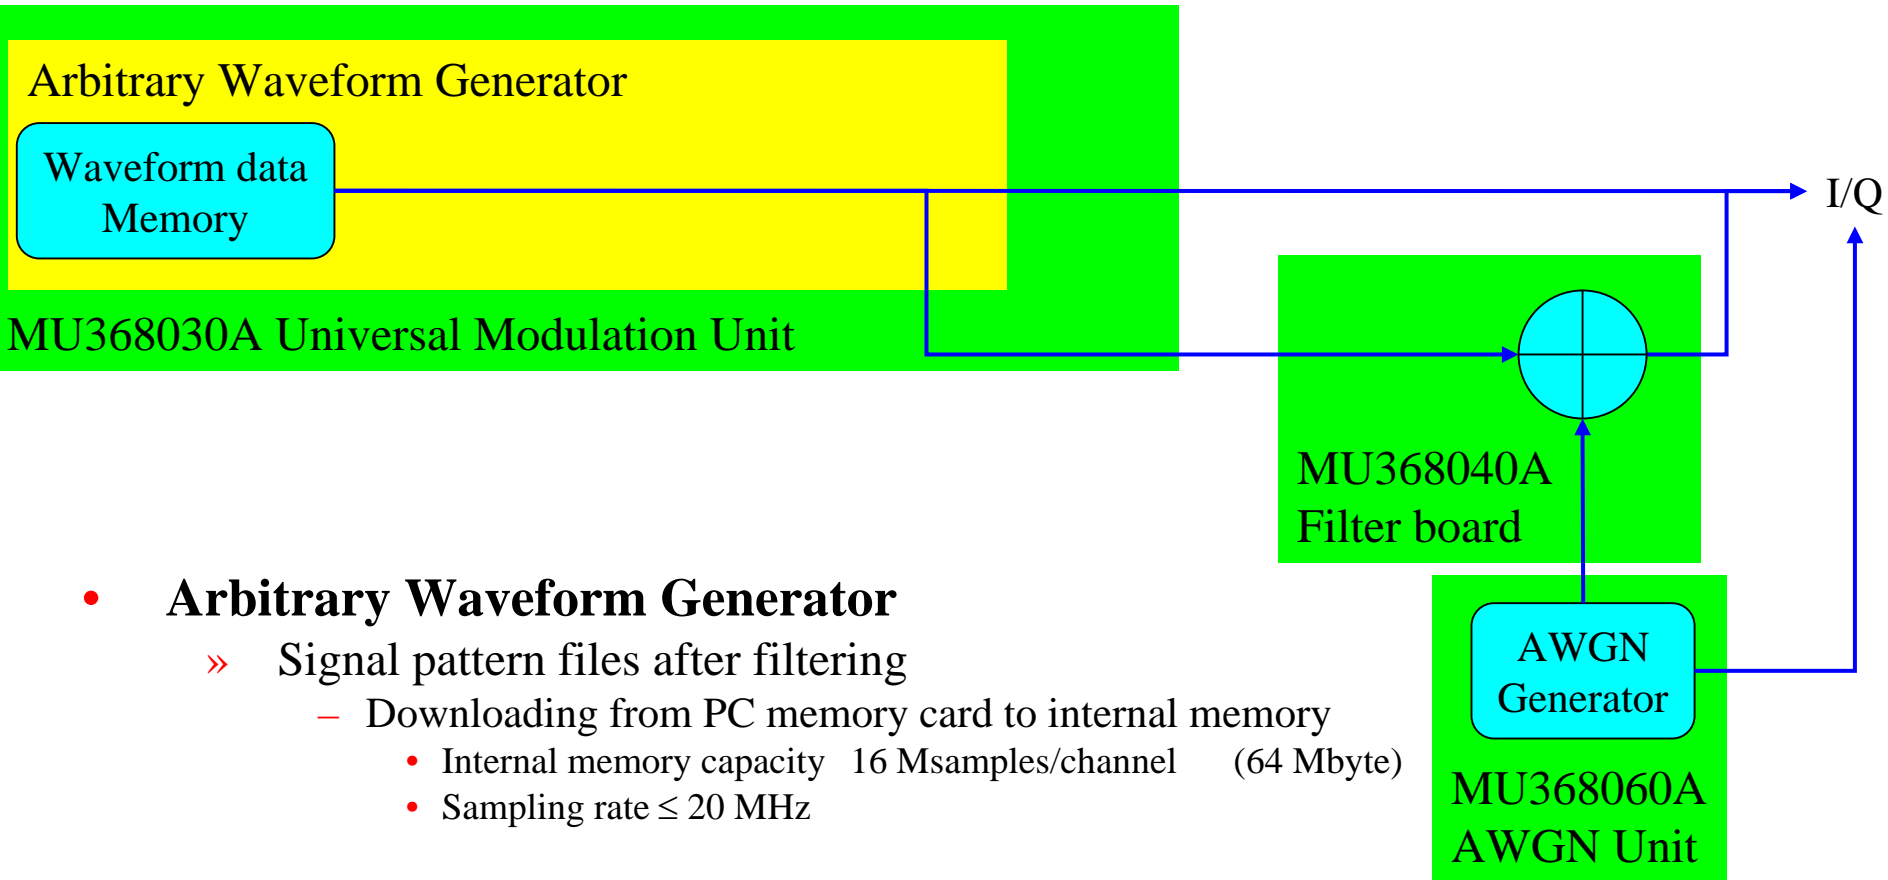 Arbitrary Waveform Generator
Waveform data
Memory
I/Q
MU368030A Universal Modulation Unit
MU368040A
Filter board
• Arbitrary Waveform Generator
» Signal pattern files after filtering
– Downloading from PC memory card to internal memory
• Internal memory capacity 16 Msamples/channel (64 Mbyte)
• Sampling rate ≤ 20 MHz
AWGN
Generator
MU368060A
AWGN Unit